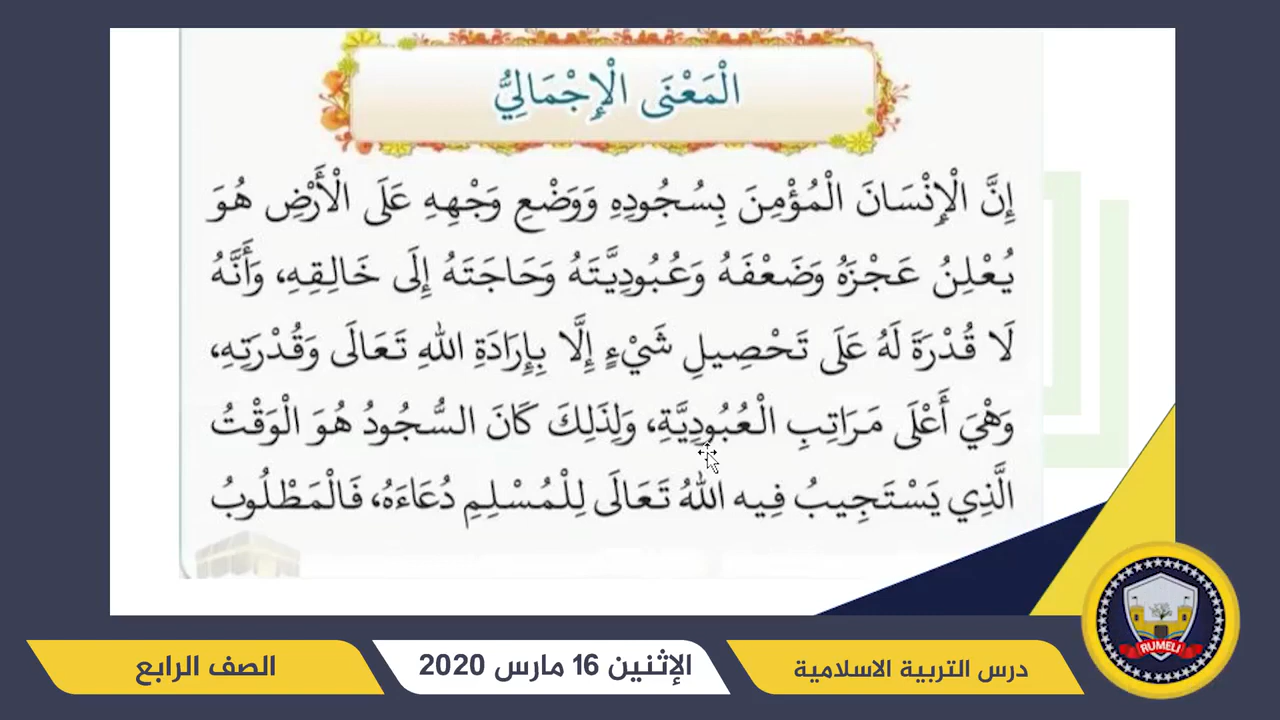 الْمَعْنَى الْإِجْمَالِيُّ
إِنَّ الْإِنْسَانَ الْمُؤْمِنَ بِسُجُودِهِ وَوَضْعِ وَجْهِهِ عَلَى الْأَرْضِ هُوَ
يُعْلِنُ عَجْزَهُ وَضَعْفَهُ وَعُبُودِيَّتَهُ وَحَاجَتَهُ إِلَى خَالِقِهِ، وَأَنَّهُ
لَا قُدْرَةَ لَهُ عَلَى تَحْصِيلِ شَيْءٍ إِلَّا بِإِرَادَةِ اللهِ تَعَالَى وَقُدْرَتِهِ،
وَهْيَ أَعْلَى مَرَاتِبِ الْعُبُودِيَّةِ، وَلِذَلِكَ كَانَ السُّجُودُ هُوَ الْوَقْتُ
الَّذِي يَسْتَجِيبُ فِيه اللهُ تَعَالَى لِلْمُسْلِمِ دُعَاءَهُ، فَالْمَطْلُوبُ
درس التربية الاسلامية
الإثنين 16 مارس 2020
الصف الرابع
RUMELI